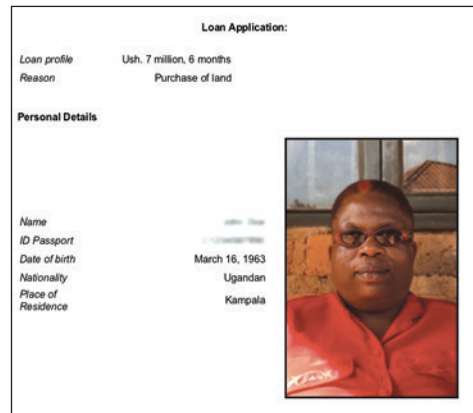 Loan Application:
Loan profile Ush. 7 million, 6 months
Reason Purchase of land
Personal Details
Name
ID Passport
Date of birth March 16, 1963
Nationality Ugandan
Place of
Residence Kampala